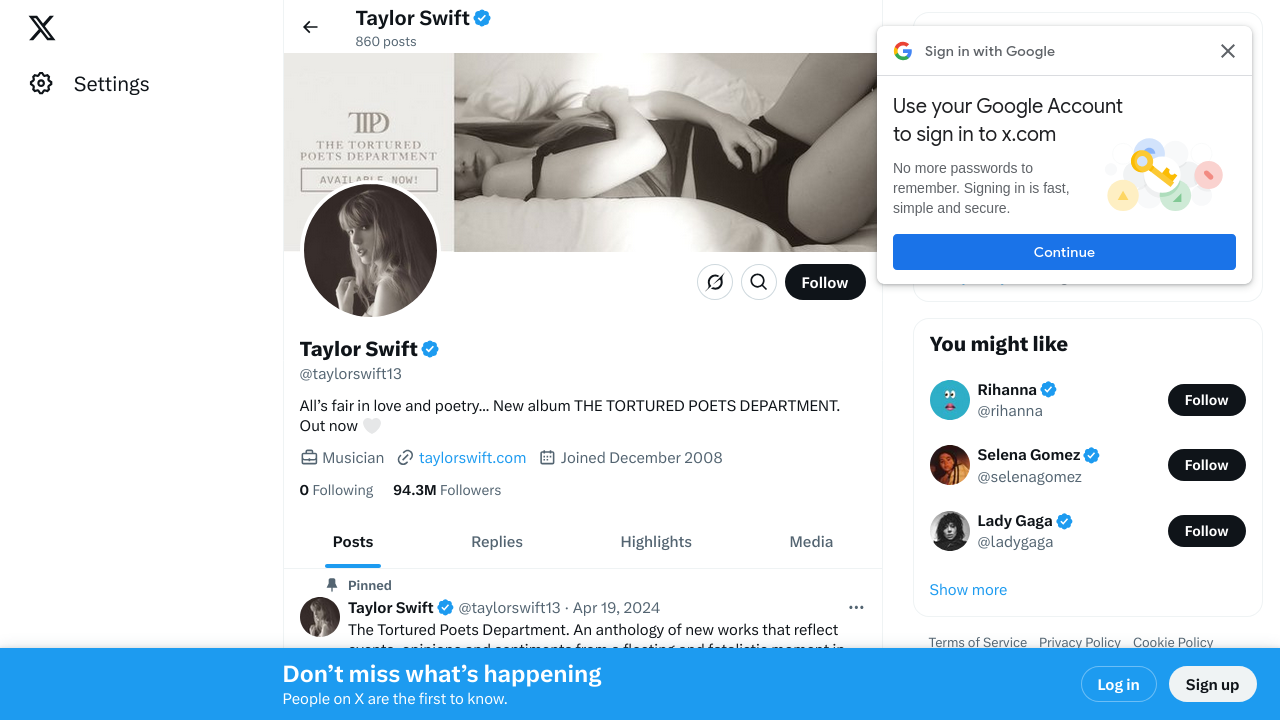 Settings
Taylor Swift
860 posts
TTPD
THE TORTURED
POETS DEPARTMENT
AVAILABLE NOW!
Follow
Taylor Swift
@taylorswift13
All’s fair in love and poetry... New album THE TORTURED POETS DEPARTMENT.
Out now 🤍
Musician taylorswift.com Joined December 2008
0 Following 94.3M Followers
Posts Replies Highlights Media
Pinned
Taylor Swift @taylorswift13 · Apr 19, 2024
The Tortured Poets Department. An anthology of new works that reflect
Sign in with Google
Use your Google Account
to sign in to x.com
No more passwords to
remember. Signing in is fast,
simple and secure.
Continue
You might like
Rihanna
@rihanna
Follow
Selena Gomez
@selenagomez
Follow
Lady Gaga
@ladygaga
Follow
Show more
Terms of Service Privacy Policy Cookie Policy
Don’t miss what’s happening
People on X are the first to know.
Log in
Sign up